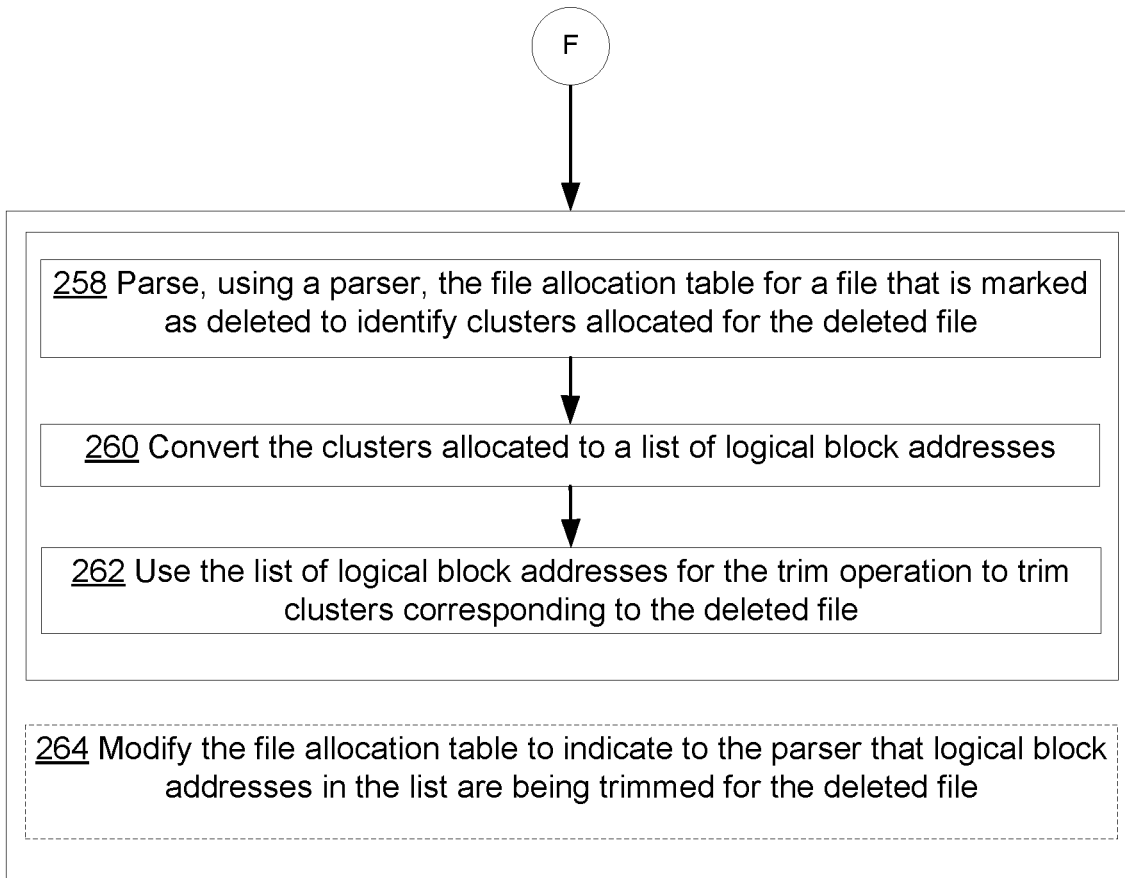 F
258 Parse, using a parser, the file allocation table for a file that is marked
as deleted to identify clusters allocated for the deleted file
260 Convert the clusters allocated to a list of logical block addresses
262 Use the list of logical block addresses for the trim operation to trim
clusters corresponding to the deleted file
264 Modify the file allocation table to indicate to the parser that logical block
addresses in the list are being trimmed for the deleted file